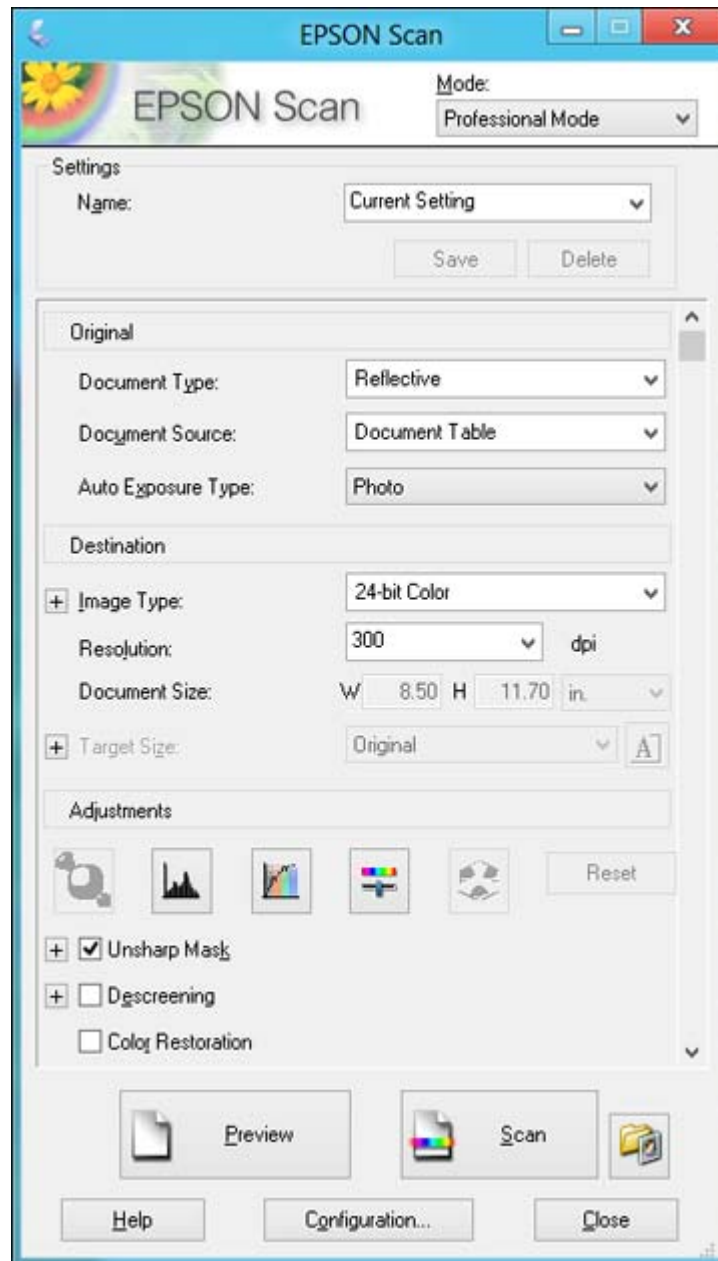 EPSON Scan
EPSON Scan
Mode:
Professional Mode
Settings
Name: Current Setting
Save Delete
Original
Document Type: Reflective
Document Source: Document Table
Auto Exposure Type: Photo
Destination
Image Type: 24-bit Color
Resolution: 300 dpi
Document Size: W 8.50 H 11.70 in.
Target Size: Original A
Adjustments
Reset
Unsharp Mask
Descreening
Color Restoration
Preview Scan
Help Configuration... Close